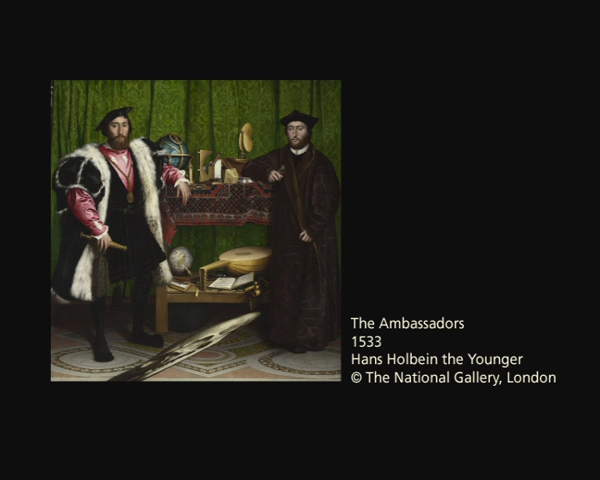 The Ambassadors
1533
Hans Holbein the Younger
© The National Gallery, London